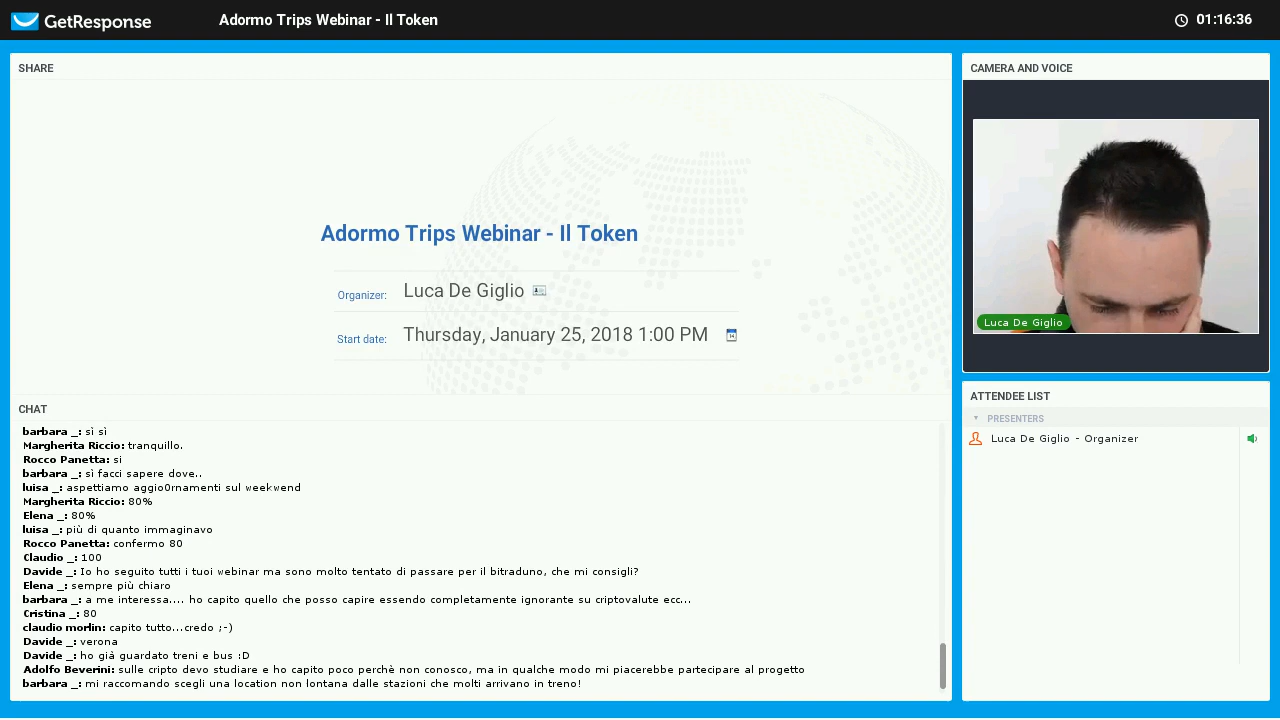 GetResponse
Adormo Trips Webinar - Il Token
01:16:36
SHARE
Adormo Trips Webinar - Il Token
Organizer: Luca De Giglio
Start date: Thursday, January 25, 2018 1:00 PM
CHAT
barbara _: sì sì
Margherita Riccio: tranquillo.
Rocco Panetta: si
barbara _: sì facci sapere dove..
luisa _: aspettiamo aggio0rnamenti sul weekwend
Margherita Riccio: 80%
Elena _: 80%
luisa _: più di quanto immaginavo
Rocco Panetta: confermo 80
Claudio _: 100
Davide _: Io ho seguito tutti i tuoi webinar ma sono molto tentato di passare per il bitraduno, che mi consigli?
Elena _: sempre più chiaro
barbara _: a me interessa.... ho capito quello che posso capire essendo completamente ignorante su criptovalute ecc...
Cristina _: 80
claudio morlin: capito tutto...credo ;-)
Davide _: verona
Davide _: ho già guardato treni e bus :D
Adolfo Beverini: sulle cripto devo studiare e ho capito poco perchè non conosco, ma in qualche modo mi piacerebbe partecipare al progetto
barbara _: mi raccomando scegli una location non lontana dalle stazioni che molti arrivano in treno!
CAMERA AND VOICE
Luca De Giglio
ATTENDEE LIST
PRESENTERS
Luca De Giglio - Organizer